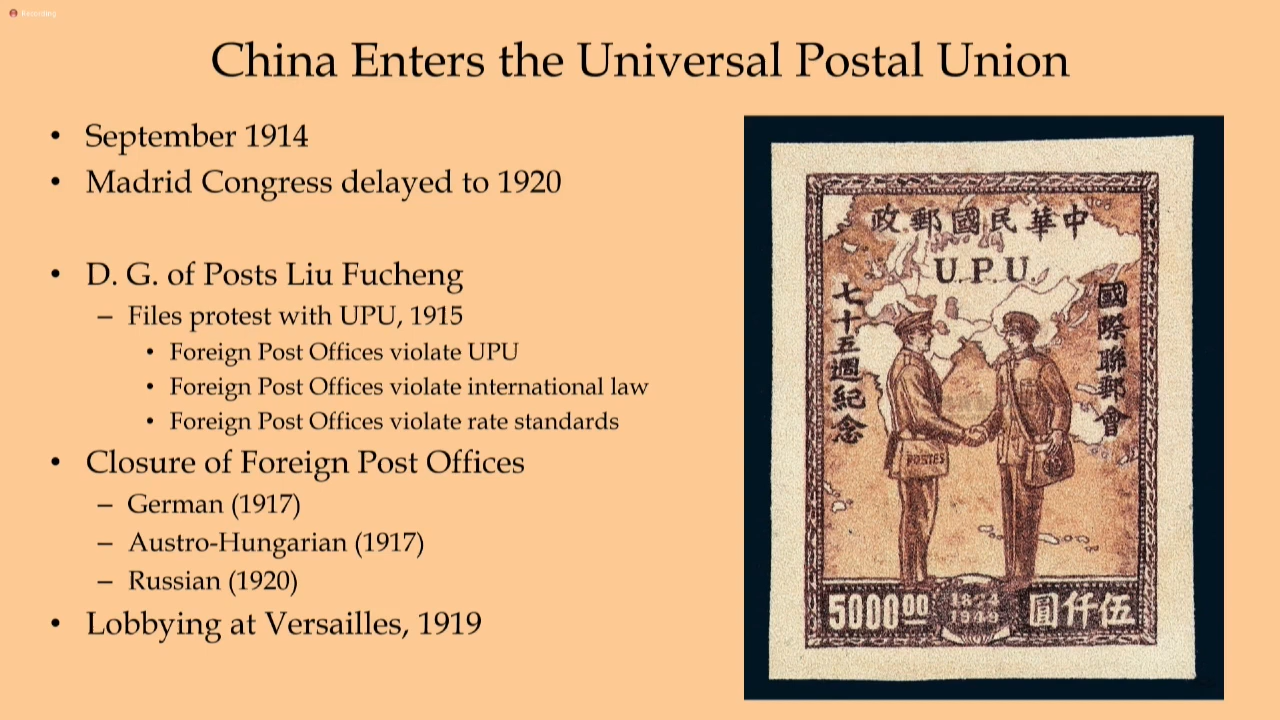 Recording
China Enters the Universal Postal Union
• September 1914
• Madrid Congress delayed to 1920
• D. G. of Posts Liu Fucheng
– Files protest with UPU, 1915
• Foreign Post Offices violate UPU
• Foreign Post Offices violate international law
• Foreign Post Offices violate rate standards
• Closure of Foreign Post Offices
– German (1917)
– Austro-Hungarian (1917)
– Russian (1920)
• Lobbying at Versailles, 1919
政郵國民華中
U.P.U.
國際聯郵會
七十五週紀念
POSTES
500000
1874
1949
圓仟伍